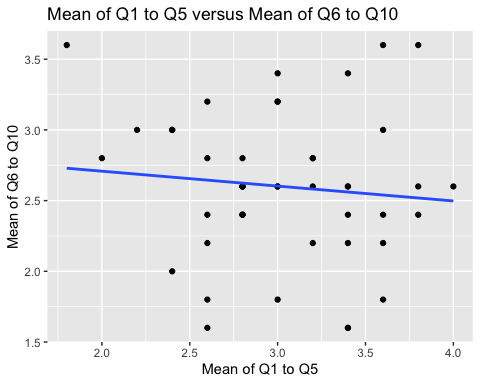 Mean of Q1 to Q5 versus Mean of Q6 to Q10
Mean of Q6 to Q10
3.5
3.0
2.5
2.0
1.5
2.0 2.5 3.0 3.5 4.0
Mean of Q1 to Q5